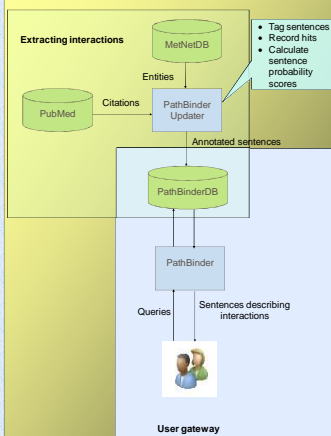 Extracting interactions
MetNetDB
• Tag sentences
• Record hits
• Calculate
sentence
probability
scores
Entities
PubMed
Citations
PathBinder
Updater
Annotated sentences
PathBinderDB
PathBinder
Queries
Sentences describing
interactions
User gateway